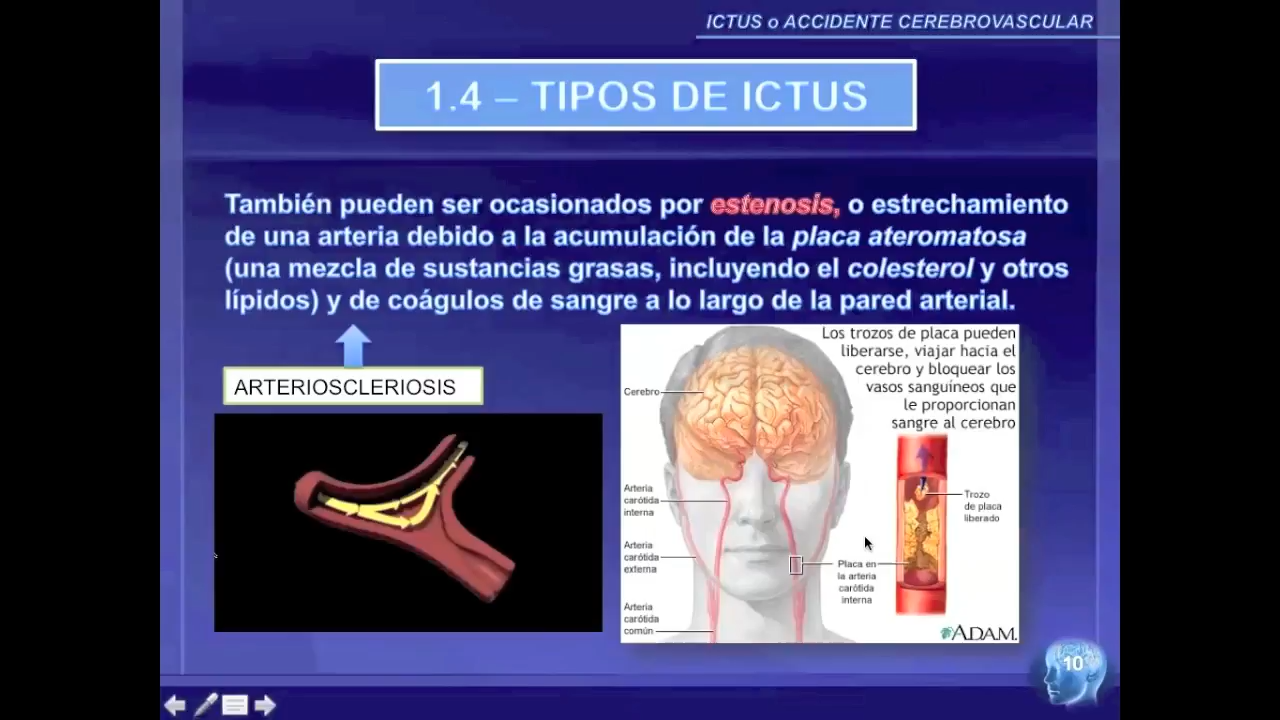 ICTUS o ACCIDENTE CEREBROVASCULAR
1.4 – TIPOS DE ICTUS
También pueden ser ocasionados por estenosis, o estrechamiento
de una arteria debido a la acumulación de la placa ateromatosa
(una mezcla de sustancias grasas, incluyendo el colesterol y otros
lípidos) y de coágulos de sangre a lo largo de la pared arterial.
ARTERIOSCLERIOSIS
Los trozos de placa pueden
liberarse, viajar hacia el
cerebro y bloquear los
vasos sanguíneos que
le proporcionan
sangre al cerebro
Cerebro
Arteria
carótida
interna
Arteria
carótida
externa
Arteria
carótida
común
Trozo
de placa
liberado
Placa en
la arteria
carótida
interna
A.D.A.M.
10